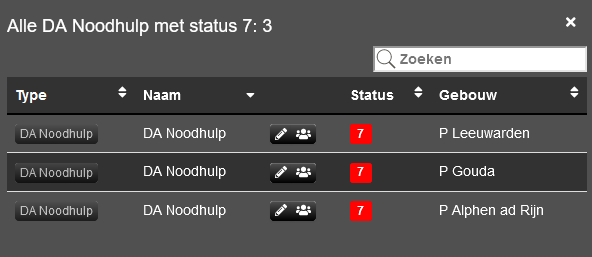 Alle DA Noodhulp met status 7: 3
×
Zoeken
Type Naam Status Gebouw
DA Noodhulp DA Noodhulp 7 P Leeuwarden
DA Noodhulp DA Noodhulp 7 P Gouda
DA Noodhulp DA Noodhulp 7 P Alphen ad Rijn